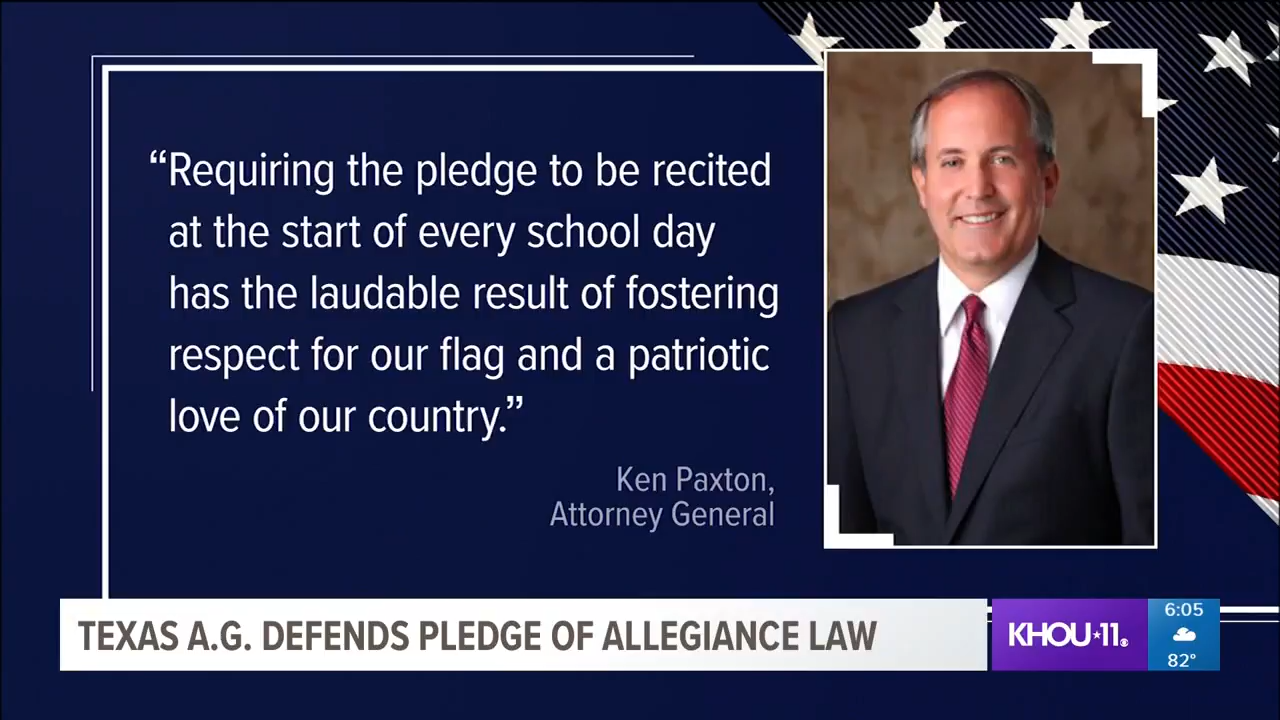 “Requiring the pledge to be recited
at the start of every school day
has the laudable result of fostering
respect for our flag and a patriotic
love of our country.”
Ken Paxton,
Attorney General
TEXAS A.G. DEFENDS PLEDGE OF ALLEGIANCE LAW
KHOU★11
6:05
82°